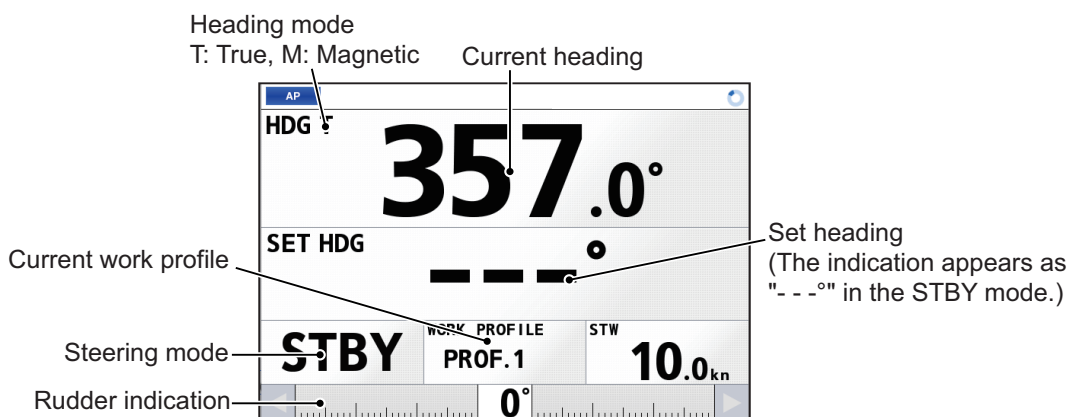 Heading mode
T: True, M: Magnetic
Current heading
AP
HDG T
357.0°
SET HDG
---°
Set heading
(The indication appears as
"- - -°" in the STBY mode.)
Current work profile
Steering mode
STBY
WORK PROFILE
PROF.1
STW
10.0kn
Rudder indication
0°